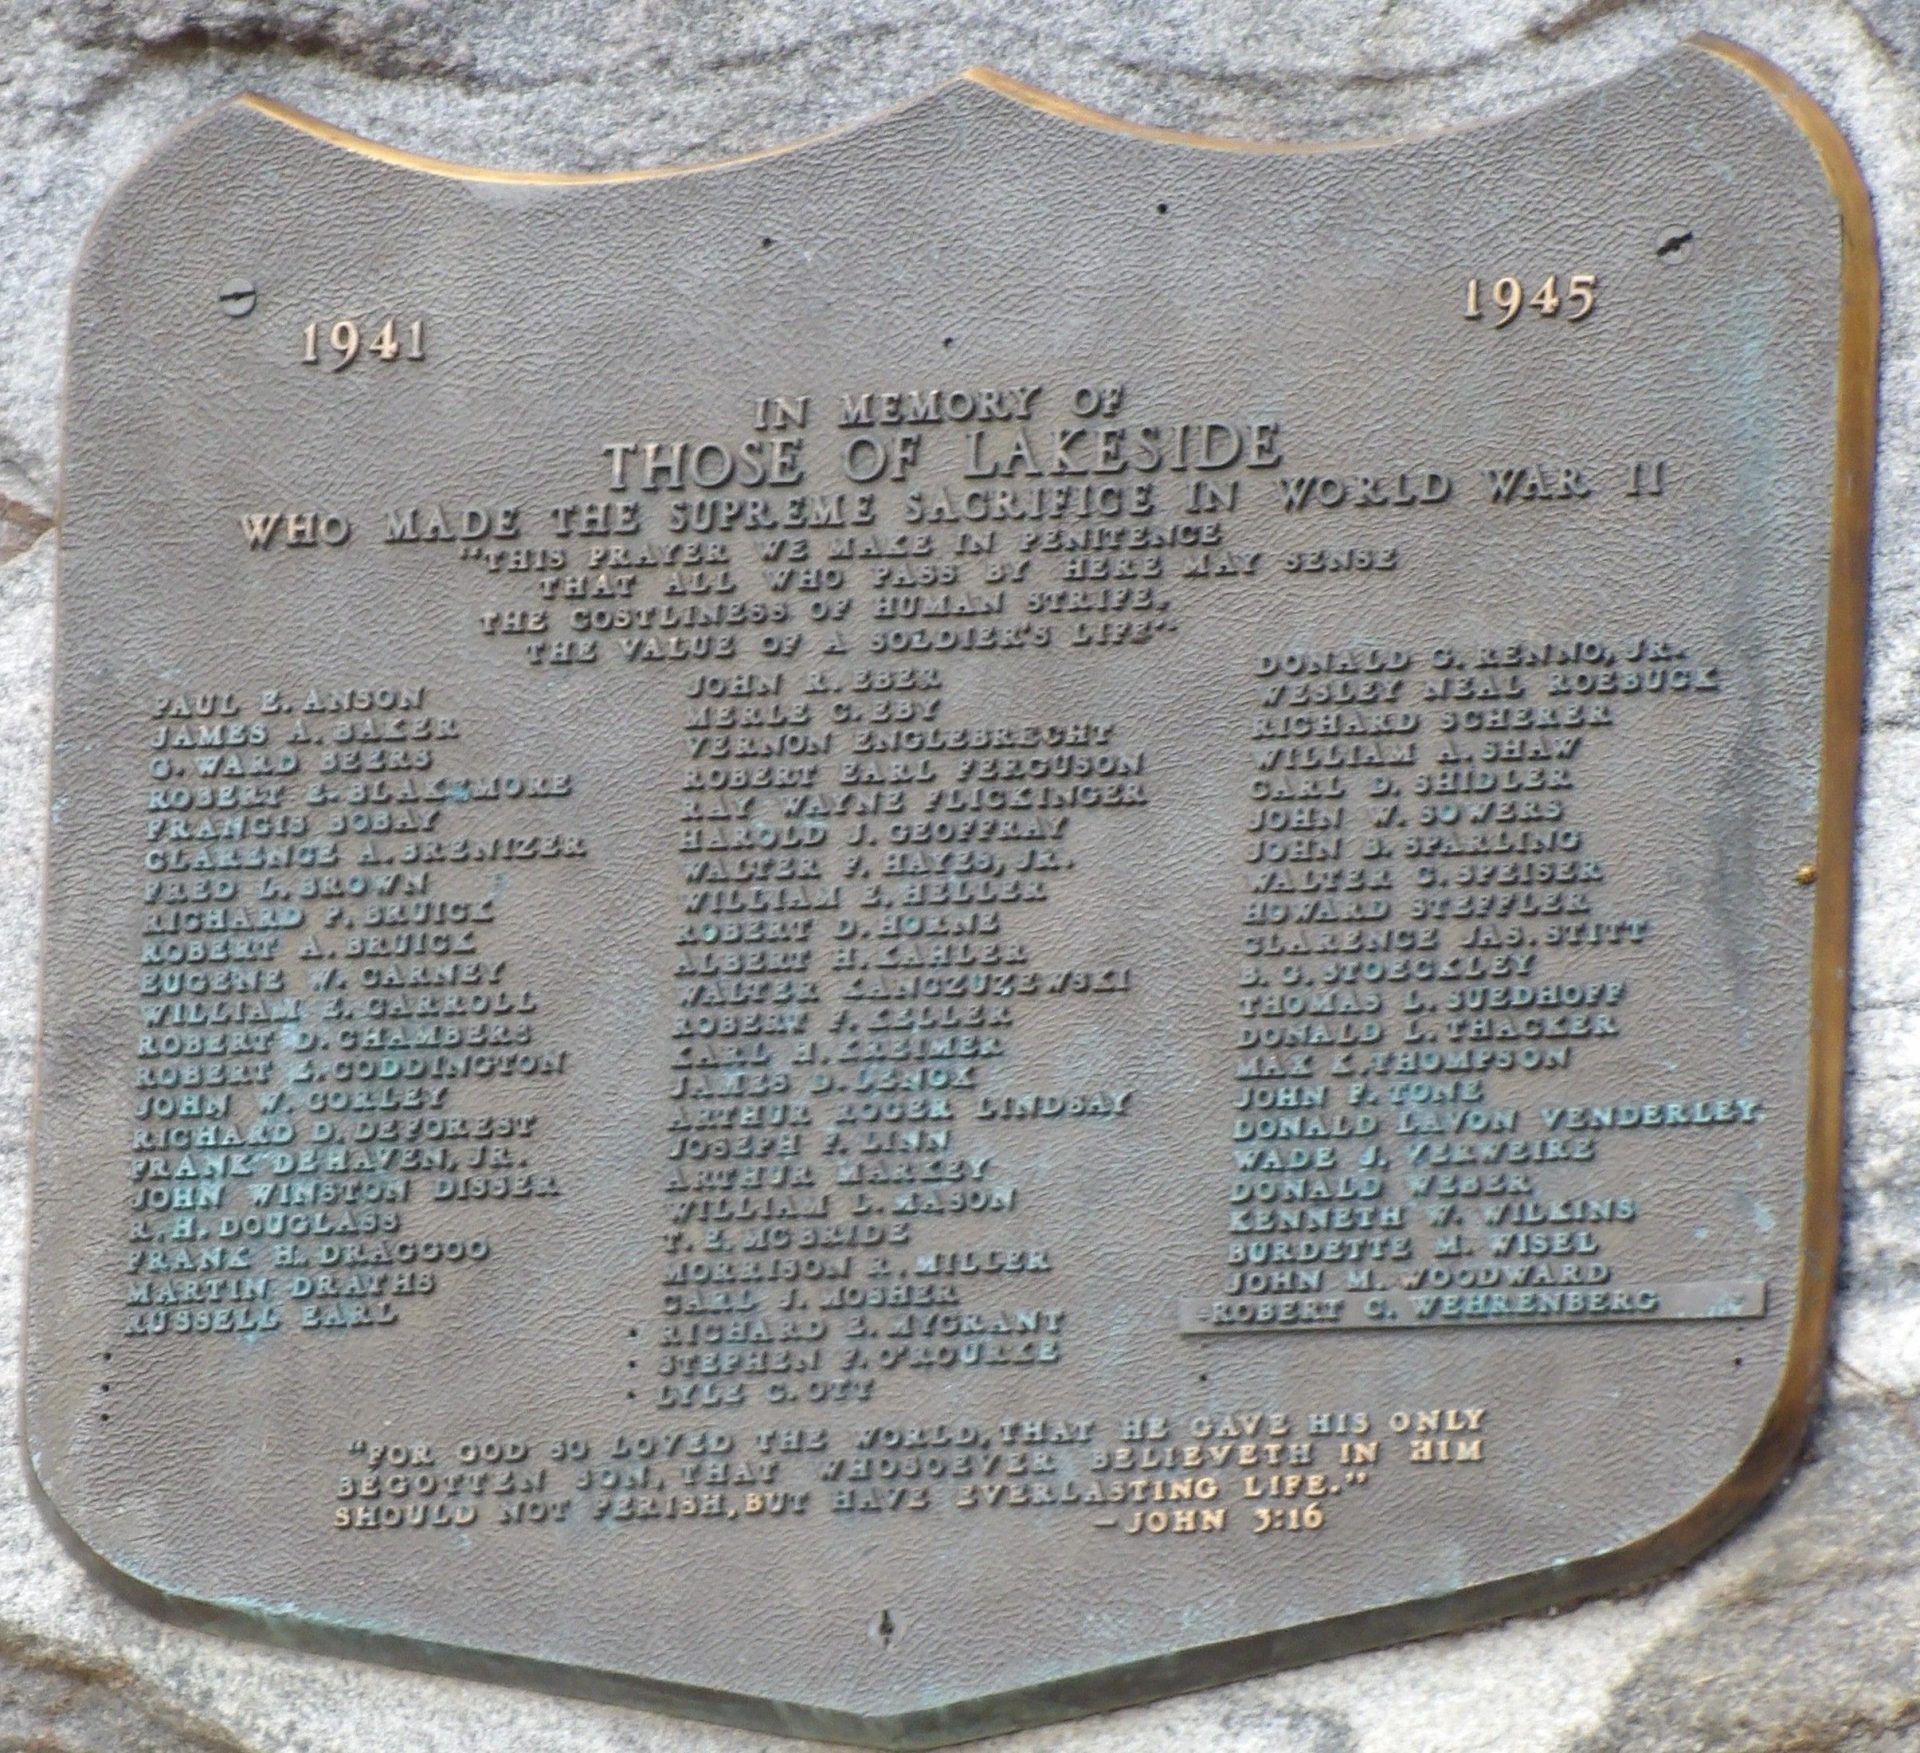 1941
1945
IN MEMORY OF
THOSE OF LAKESIDE
WHO MADE THE SUPREME SACRIFICE IN WORLD WAR II
"THIS PRAYER WE MAKE IN PENITENCE
THAT ALL WHO PASS BY HERE MAY SENSE
THE COSTLINESS OF HUMAN STRIFE,
THE VALUE OF A SOLDIER'S LIFE"
PAUL E. ANSON
JAMES A. BAKER
G. WARD BEERS
ROBERT E. BLAKEMORE
FRANCIS BOBAY
CLARENCE A. BRENIZER
FRED L. BROWN
RICHARD P. BRUICK
ROBERT A. BRUICK
EUGENE W. CARNEY
WILLIAM E. CARROLL
ROBERT D. CHAMBERS
ROBERT E. CODDINGTON
JOHN W. CORLEY
RICHARD D. DEFOREST
FRANK DEHAVEN, JR.
JOHN WINSTON DISSER
R. H. DOUGLASS
FRANK H. DRAGGOO
MARTIN DRATHS
RUSSELL EARL
JOHN R. EBER
MERLE C. EBY
VERNON ENGLEBRECHT
ROBERT EARL FERGUSON
RAY WAYNE FLICKINGER
HAROLD J. GEOFFRAY
WALTER F. HAYES, JR.
WILLIAM E. HELLER
ROBERT D. HORNE
ALBERT H. KAHLER
WALTER KANCZUZEWSKI
ROBERT F. KELLER
KARL H. KREIMER
JAMES D. LENOX
ARTHUR ROGER LINDSAY
JOSEPH F. LINN
ARTHUR MARKEY
WILLIAM L. MASON
T. E. MCBRIDE
MORRISON R. MILLER
CARL J. MOSHER
RICHARD E. MYGRANT
STEPHEN F. O'ROURKE
LYLE C. OTT
DONALD G. RENNO, JR.
WESLEY NEAL ROEBUCK
RICHARD SCHERER
WILLIAM A. SHAW
CARL D. SHIDLER
JOHN W. SOWERS
JOHN B. SPARLING
WALTER C. SPEISER
HOWARD STEFFLER
CLARENCE JAS. STITT
B. G. STOECKLEY
THOMAS L. SUEDHOFF
DONALD L. THACKER
MAX K. THOMPSON
JOHN F. TONE
DONALD LAVON VENDERLEY
WADE J. VERWEIRE
DONALD WEBER
KENNETH W. WILKINS
BURDETTE M. WISEL
JOHN M. WOODWARD
ROBERT C. WEHRENBERG
"FOR GOD SO LOVED THE WORLD, THAT HE GAVE HIS ONLY
BEGOTTEN SON, THAT WHOSOEVER BELIEVETH IN HIM
SHOULD NOT PERISH, BUT HAVE EVERLASTING LIFE."
—JOHN 3:16